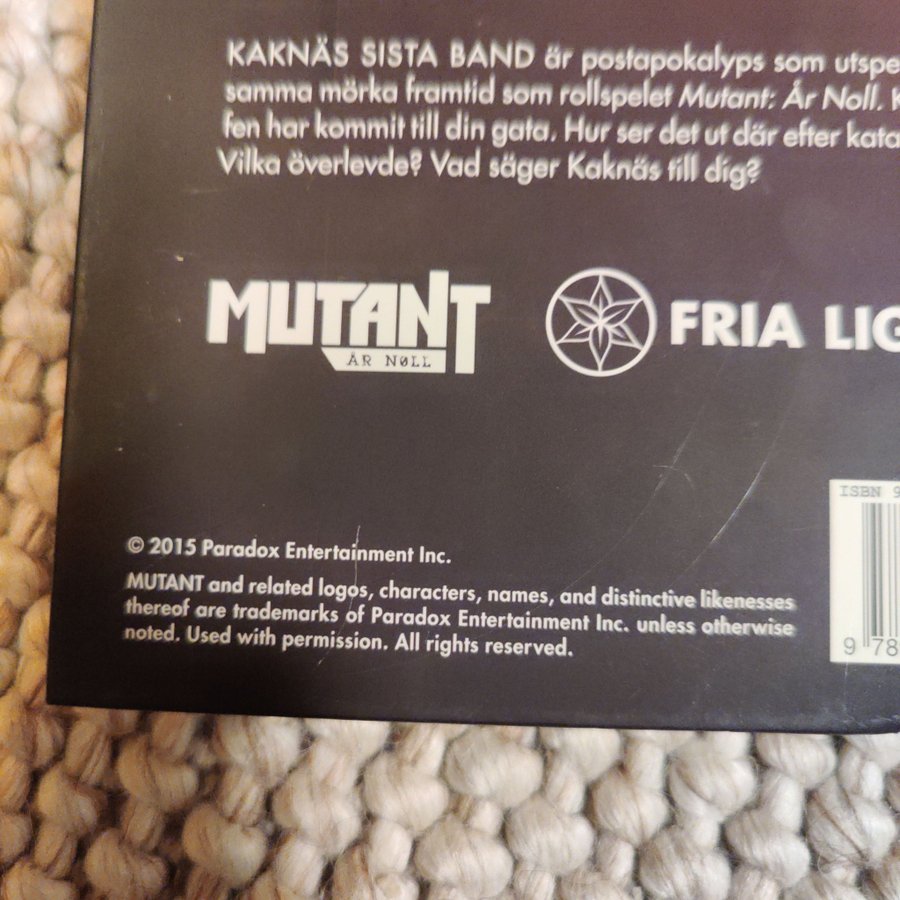 KAKNÄS SISTA BAND är postapokalyps som utspe
samma mörka framtid som rollspelet Mutant: År Noll. K
fen har kommit till din gata. Hur ser det ut där efter kata
Vilka överlevde? Vad säger Kaknäs till dig?
MUTANT
ÅR NØLL
FRIA LIG
ISBN 9
© 2015 Paradox Entertainment Inc.
MUTANT and related logos, characters, names, and distinctive likenesses
thereof are trademarks of Paradox Entertainment Inc. unless otherwise
noted. Used with permission. All rights reserved.
9 78